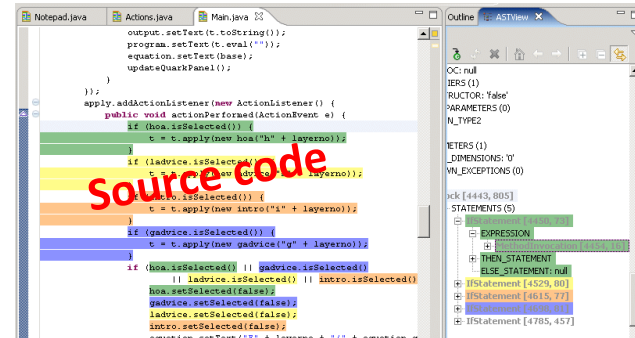 Notepad.java Actions.java Main.java Outline ASTView
output.setText(t.toString());
program.setText(t.eval(""));
equation.setText(base);
updateQuarkPanel();
}
});
apply.addActionListener(new ActionListener() {
public void actionPerformed(ActionEvent e) {
if (hoa.isSelected()) {
t = t.apply(new hoa("h" + layerno));
}
if (ladvice.isSelected()) {
t = t.apply(new layerno));
if (intro.isSelected()) {
t = t.apply(new intro("i" + layerno));
}
if (gadvice.isSelected()) {
t = t.apply(new gadvice("g" + layerno));
}
if (hoa.isSelected() || gadvice.isSelected()
|| ladvice.isSelected() || intro.isSelected()
hoa.setSelected(false);
gadvice.setSelected(false);
ladvice.setSelected(false);
intro.setSelected(false);
Source code
OC: null
IERS (1)
RUCTOR: 'false'
PARAMETERS (0)
N_TYPE2
METERS (1)
_DIMENSIONS: '0'
WN_EXCEPTIONS (0)
ock [4443, 805]
STATEMENTS (5)
IfStatement [4450, 73]
EXPRESSION
MethodInvocation [4454, 16]
THEN_STATEMENT
ELSE_STATEMENT: null
IfStatement [4529, 80]
IfStatement [4615, 77]
IfStatement
IfStatement [4785, 457]